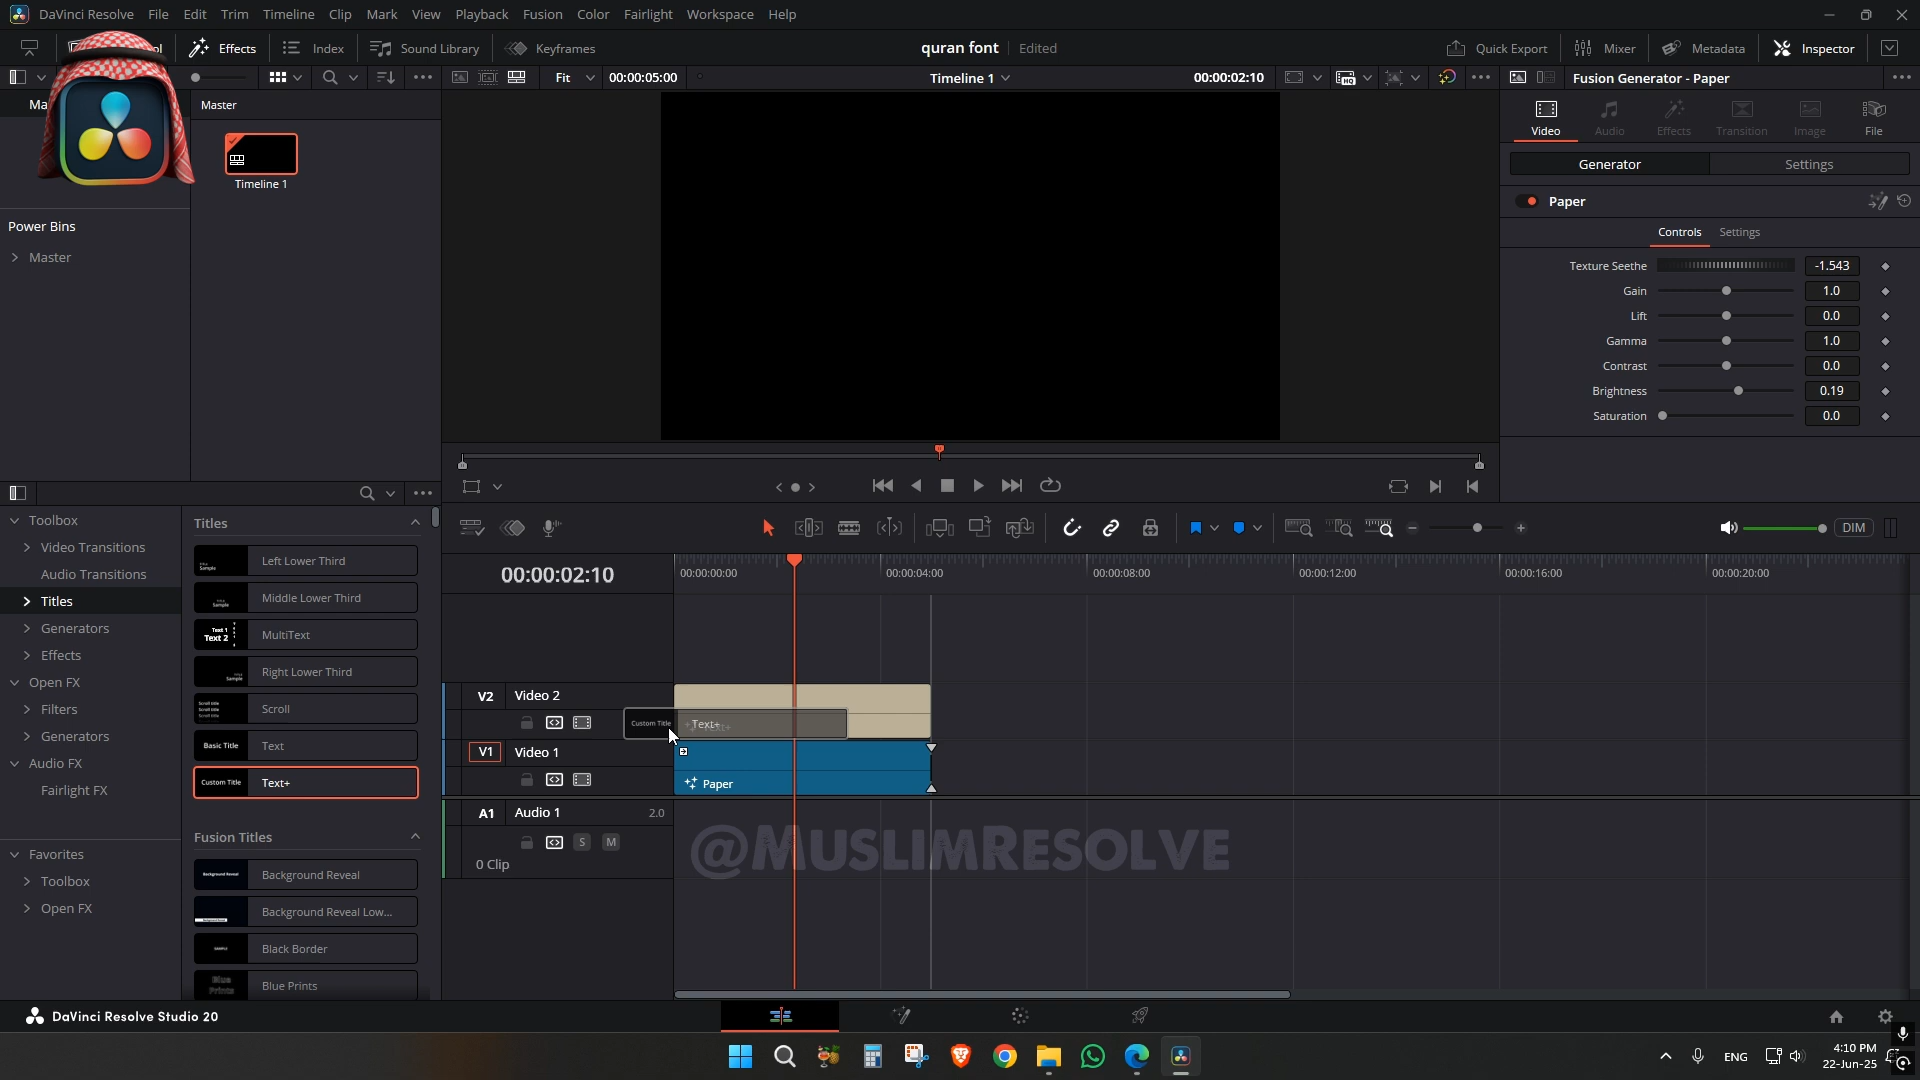 DaVinci Resolve File Edit Trim Timeline Clip Mark View Playback Fusion Color Fairlight Workspace Help
Effects Index Sound Library Keyframes quran font Edited Quick Export Mixer Metadata Inspector
Fit 00:00:05:00 Timeline 1 00:00:02:10 Fusion Generator - Paper
Master
Timeline 1
Power Bins
Master
Video Audio Effects Transition Image File
Generator Settings
Paper
Controls Settings
Texture Seethe -1.543
Gain 1.0
Lift 0.0
Gamma 1.0
Contrast 0.0
Brightness 0.19
Saturation 0.0
Toolbox
Video Transitions
Audio Transitions
Titles
Generators
Effects
Open FX
Filters
Generators
Audio FX
Fairlight FX
Favorites
Toolbox
Open FX
Titles
Left Lower Third
Middle Lower Third
Text 1
Text 2 MultiText
Right Lower Third
Scroll
Basic Title Text
Custom Title Text+
Fusion Titles
Background Reveal Background Reveal
Background Reveal Low...
Black Border
Blue Prints Blue Prints
DIM
00:00:02:10 00:00:00:00 00:00:04:00 00:00:08:00 00:00:12:00 00:00:16:00 00:00:20:00
V2 Video 2
Custom Title Text+
V1 Video 1
Paper
A1 Audio 1 2.0
S M
0 Clip
@MUSLIMRESOLVE
DaVinci Resolve Studio 20
ENG 4:10 PM
22-Jun-25